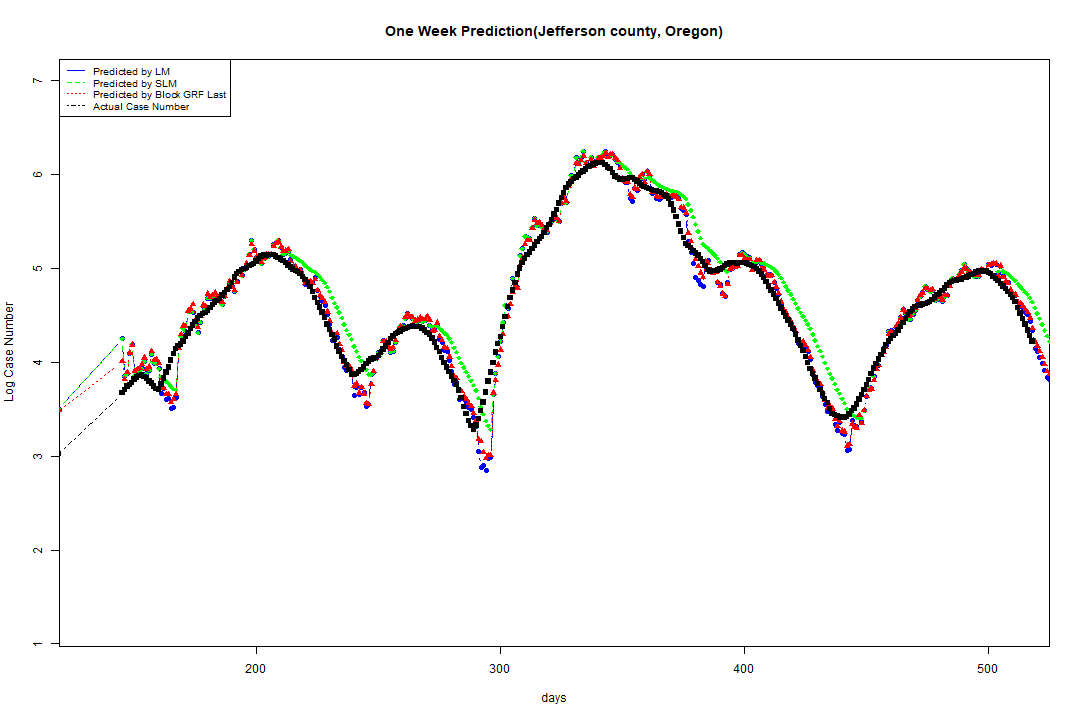 One Week Prediction(Jefferson county, Oregon)
Predicted by LM
Predicted by SLM
Predicted by Block GRF Last
Actual Case Number
Log Case Number
7
6
5
4
3
2
1
200 300 400 500
days